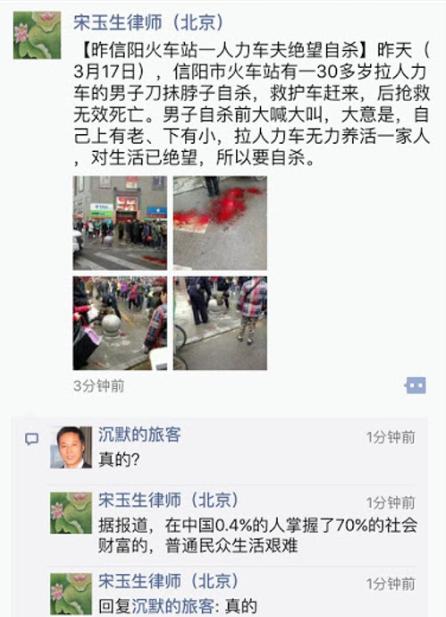 宋玉生律师（北京）
【昨信阳火车站一人力车夫绝望自杀】昨天（
3月17日），信阳市火车站有一30多岁拉人力
车的男子刀抹脖子自杀，救护车赶来，后抢救
无效死亡。男子自杀前大喊大叫，大意是，自
己上有老、下有小，拉人力车无力养活一家人
，对生活已绝望，所以要自杀。
3分钟前
沉默的旅客
1分钟前
真的?
宋玉生律师（北京）
1分钟前
据报道，在中国0.4%的人掌握了70%的社会
财富的，普通民众生活艰难
宋玉生律师（北京）
1分钟前
回复沉默的旅客: 真的